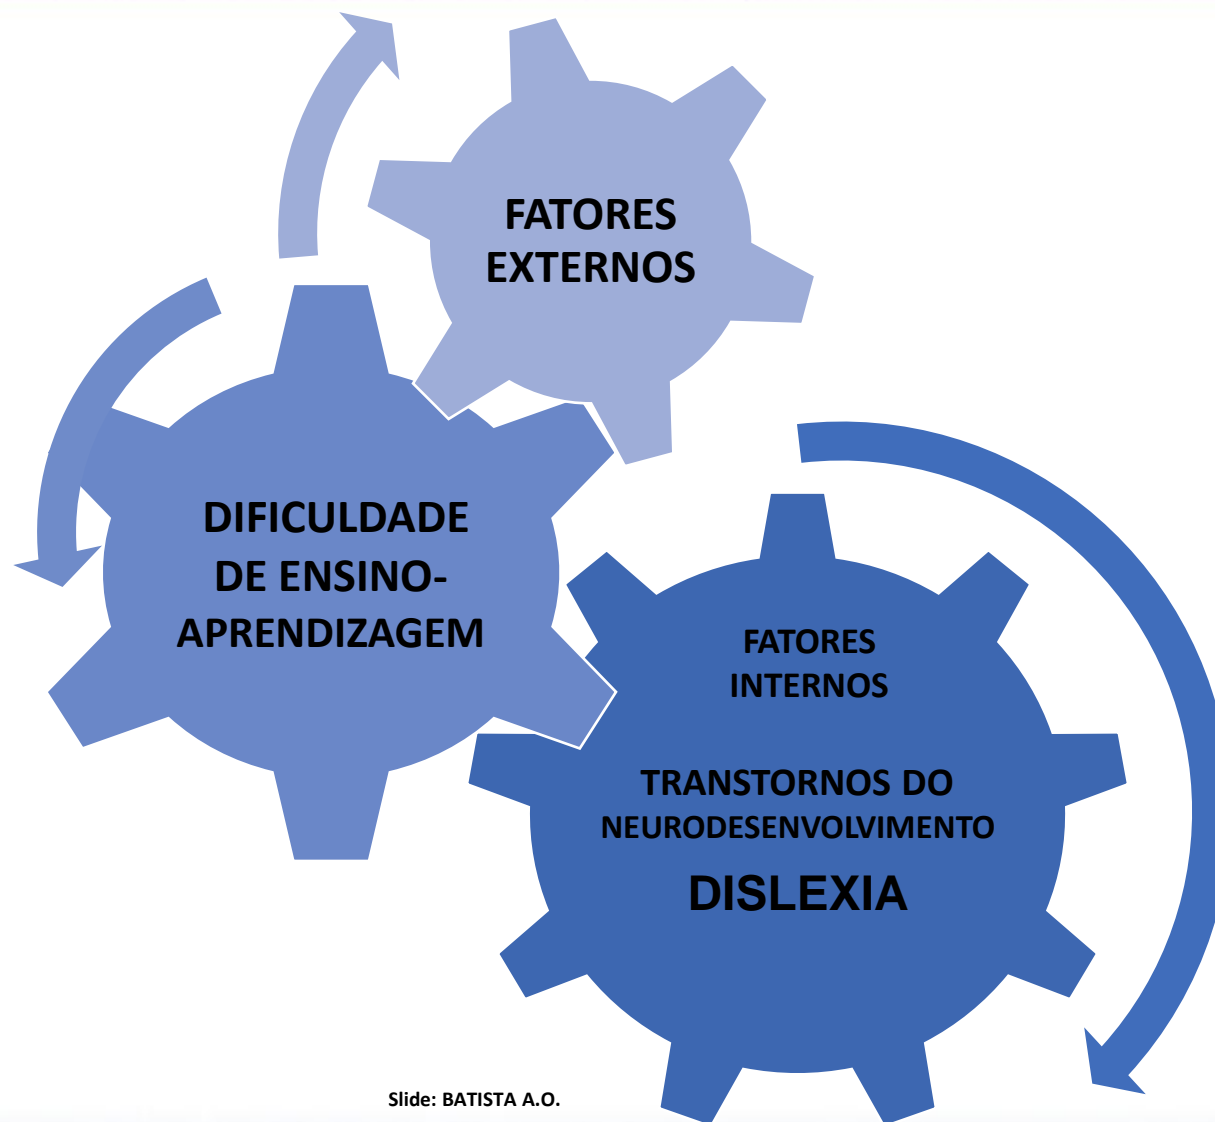 FATORES
EXTERNOS
DIFICULDADE
DE ENSINO-
APRENDIZAGEM
FATORES
INTERNOS
TRANSTORNOS DO
NEURODESENVOLVIMENTO
DISLEXIA
Slide: BATISTA A.O.